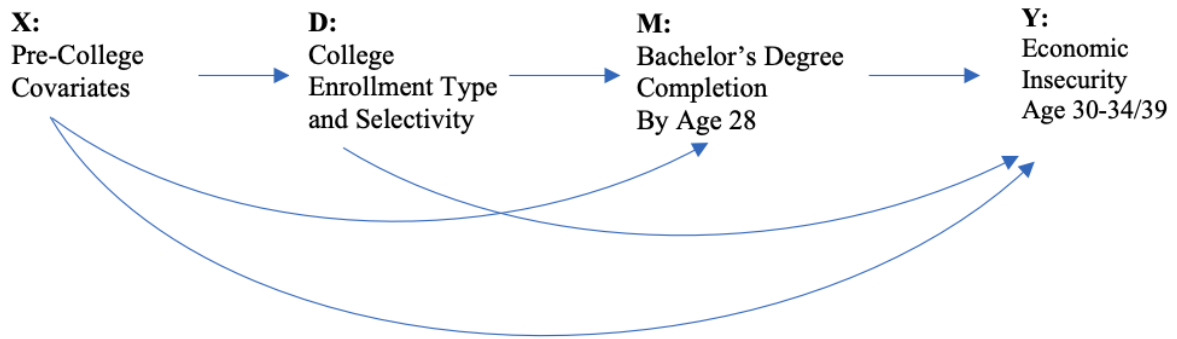 X:
Pre-College
Covariates
D:
College
Enrollment Type
and Selectivity
M:
Bachelor’s Degree
Completion
By Age 28
Y:
Economic
Insecurity
Age 30-34/39